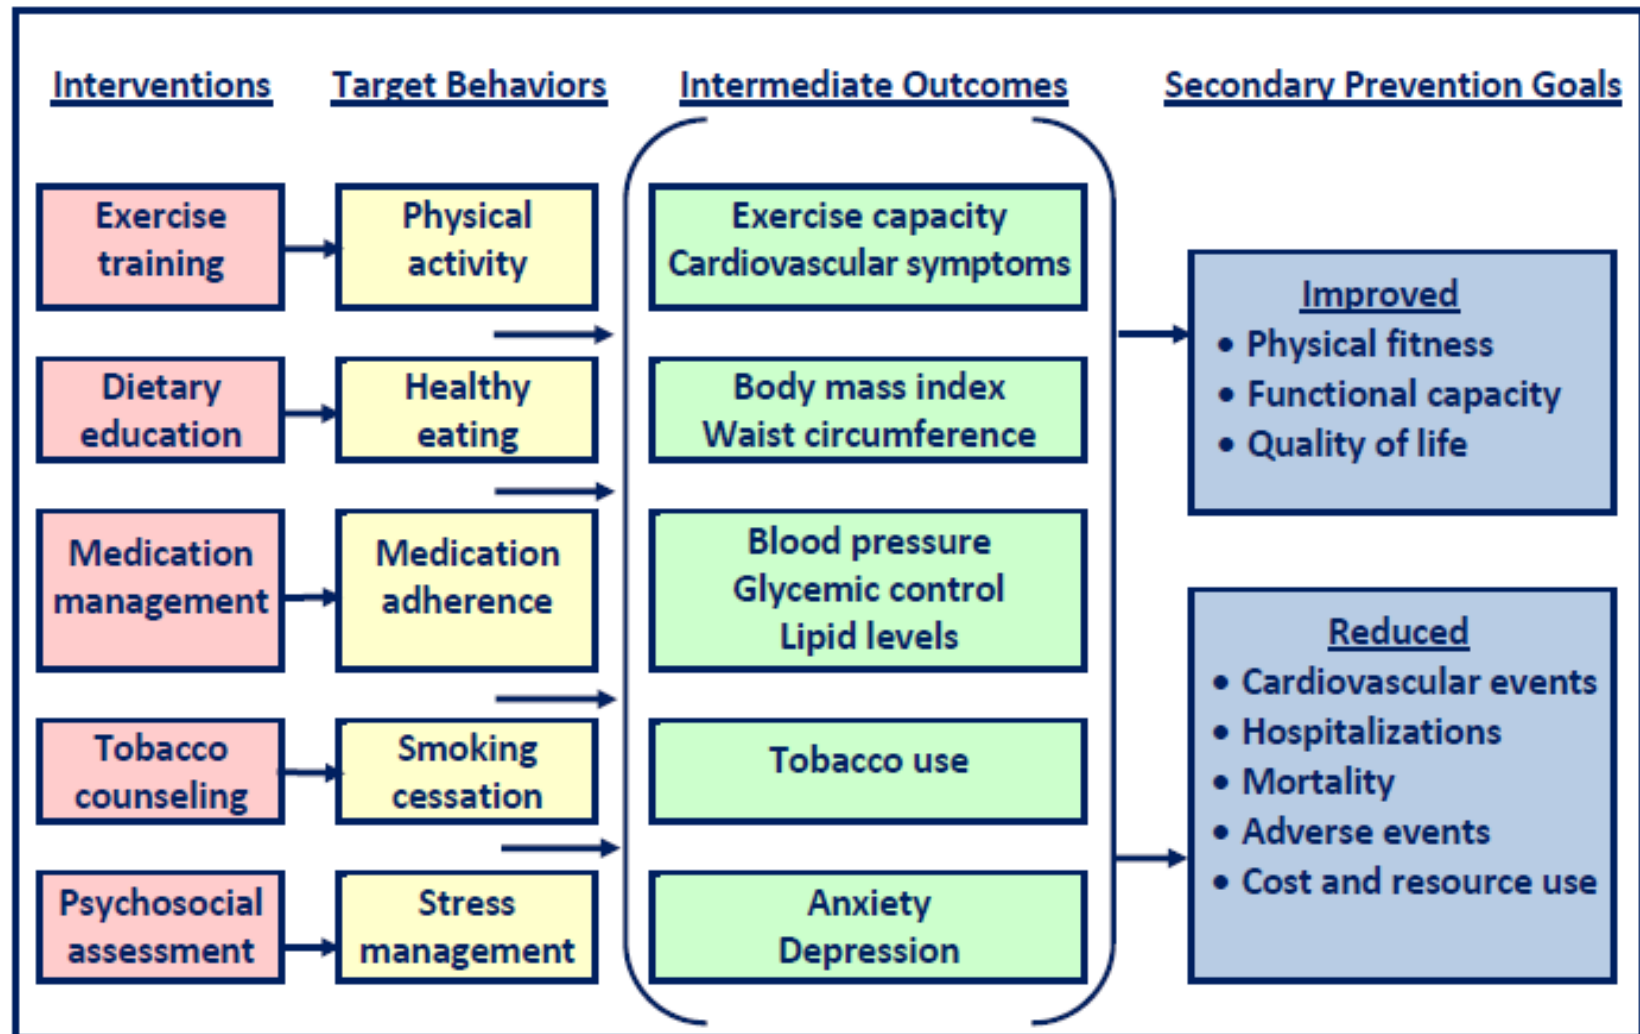 Interventions
Target Behaviors
Intermediate Outcomes
Secondary Prevention Goals
Exercise
training
Physical
activity
Exercise capacity
Cardiovascular symptoms
Dietary
education
Healthy
eating
Body mass index
Waist circumference
Medication
management
Medication
adherence
Blood pressure
Glycemic control
Lipid levels
Tobacco
counseling
Smoking
cessation
Tobacco use
Psychosocial
assessment
Stress
management
Anxiety
Depression
Improved
• Physical fitness
• Functional capacity
• Quality of life
Reduced
• Cardiovascular events
• Hospitalizations
• Mortality
• Adverse events
• Cost and resource use